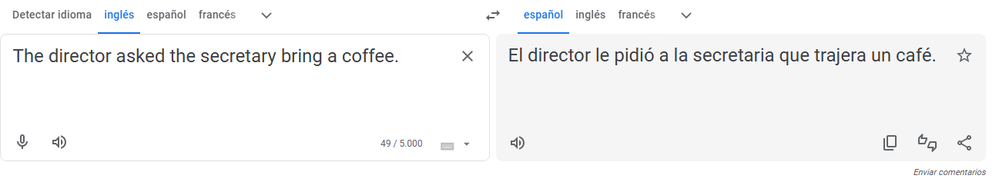 Detectar idioma inglés español francés
español inglés francés
The director asked the secretary bring a coffee.
El director le pidió a la secretaria que trajera un café.
49 / 5.000
Enviar comentarios